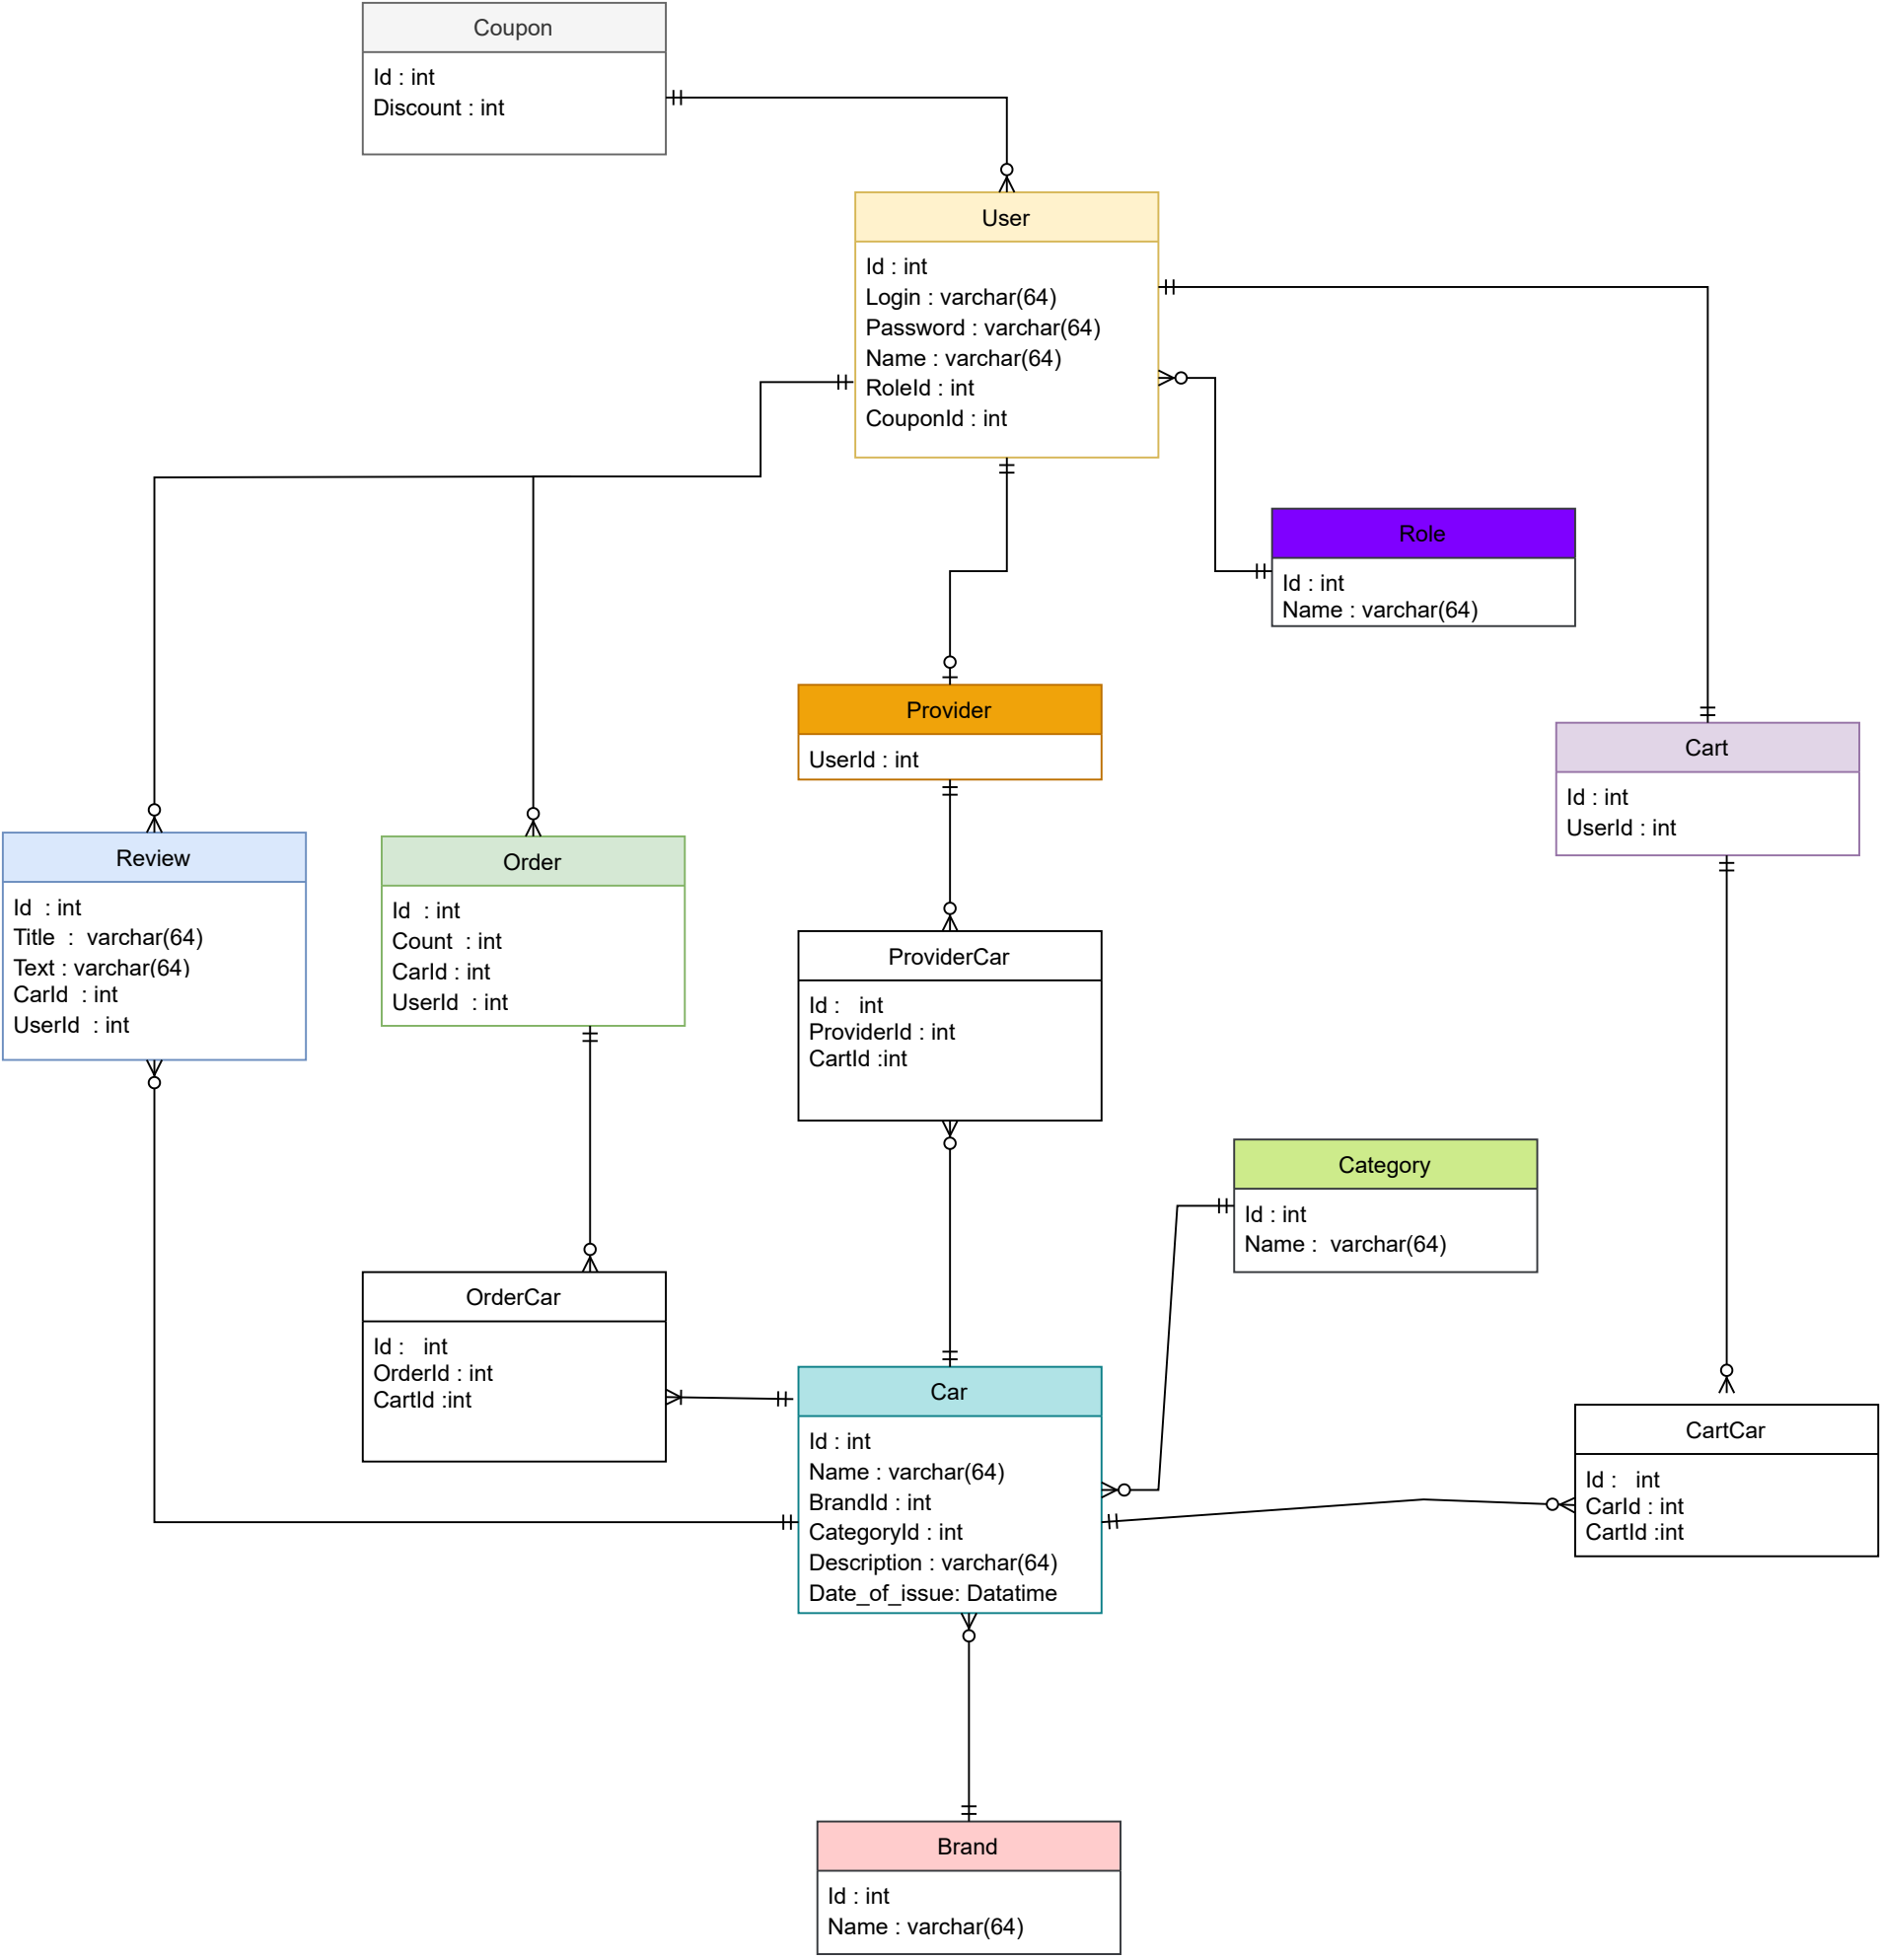 Coupon
Id : int
Discount : int
User
Id : int
Login : varchar(64)
Password : varchar(64)
Name : varchar(64)
RoleId : int
CouponId : int
Role
Id : int
Name : varchar(64)
Provider
UserId : int
Cart
Id : int
UserId : int
Review
Id  : int
Title  :  varchar(64)
Text : varchar(64)
CarId  : int
UserId  : int
Order
Id  : int
Count  : int
CarId : int
UserId  : int
ProviderCar
Id :   int
ProviderId : int
CartId :int
Category
Id : int
Name :  varchar(64)
OrderCar
Id :   int
OrderId : int
CartId :int
Car
Id : int
Name : varchar(64)
BrandId : int
CategoryId : int
Description : varchar(64)
Date_of_issue: Datatime
CartCar
Id :   int
CarId : int
CartId :int
Brand
Id : int
Name : varchar(64)